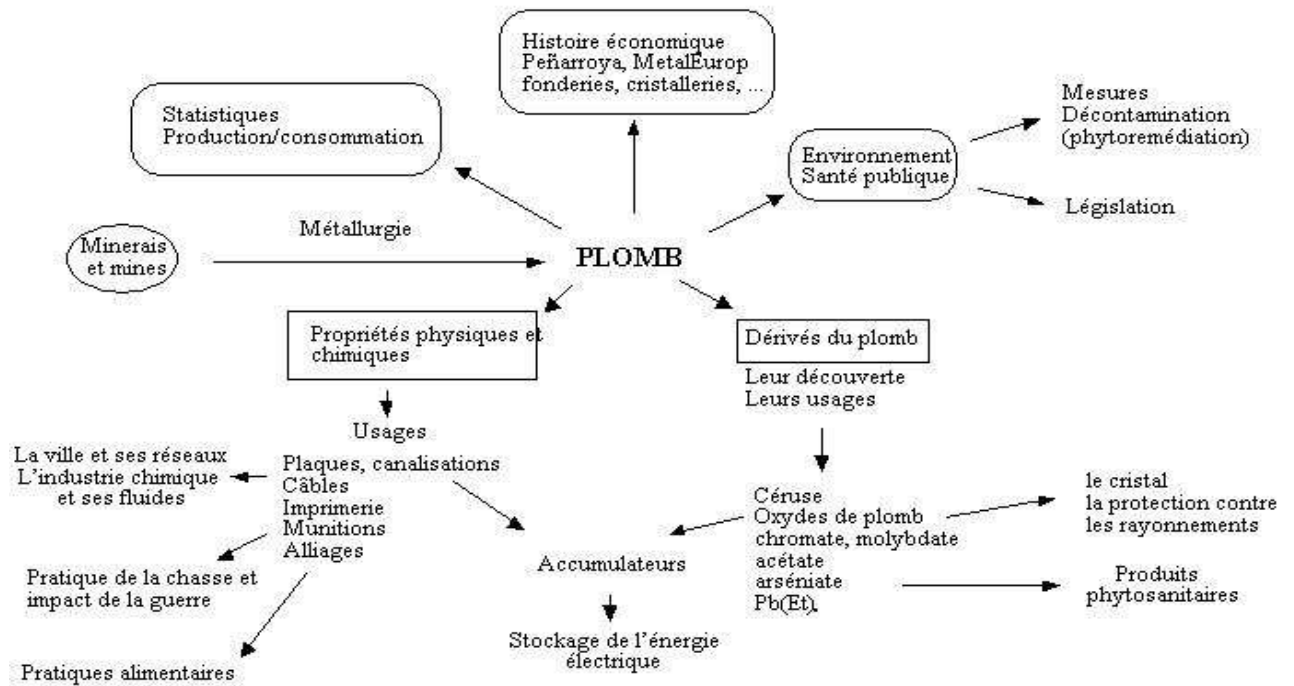 Histoire économique
Peñarroya, MetalEurop
fonderies, cristalleries, ...
Statistiques
Production/consommation
Mesures
Décontamination
(phytoremédiation)
Environnement
Santé publique
Législation
Métallurgie
Minerais
et mines
PLOMB
Propriétés physiques et
chimiques
Dérivés du plomb
Leur découverte
Leurs usages
Usages
La ville et ses réseaux
L'industrie chimique
et ses fluides
Plaques, canalisations
Câbles
Imprimerie
Munitions
Alliages
Pratique de la chasse et
impact de la guerre
Pratiques alimentaires
Accumulateurs
Stockage de l'énergie
électrique
Céruse
Oxydes de plomb
chromate, molybdate
acétate
arséniate
Pb(Et)
le cristal
la protection contre
les rayonnements
Produits
phytosanitaires